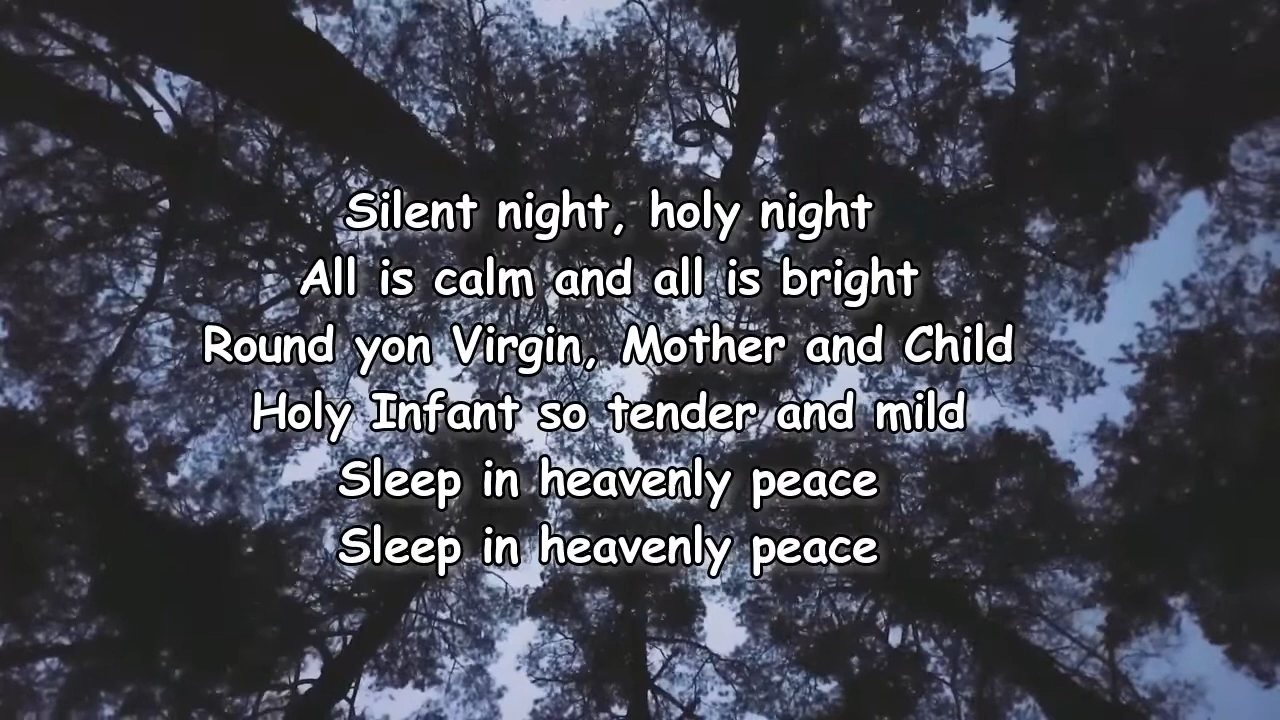 Silent night, holy night
All is calm and all is bright
Round yon Virgin, Mother and Child
Holy Infant so tender and mild
Sleep in heavenly peace
Sleep in heavenly peace